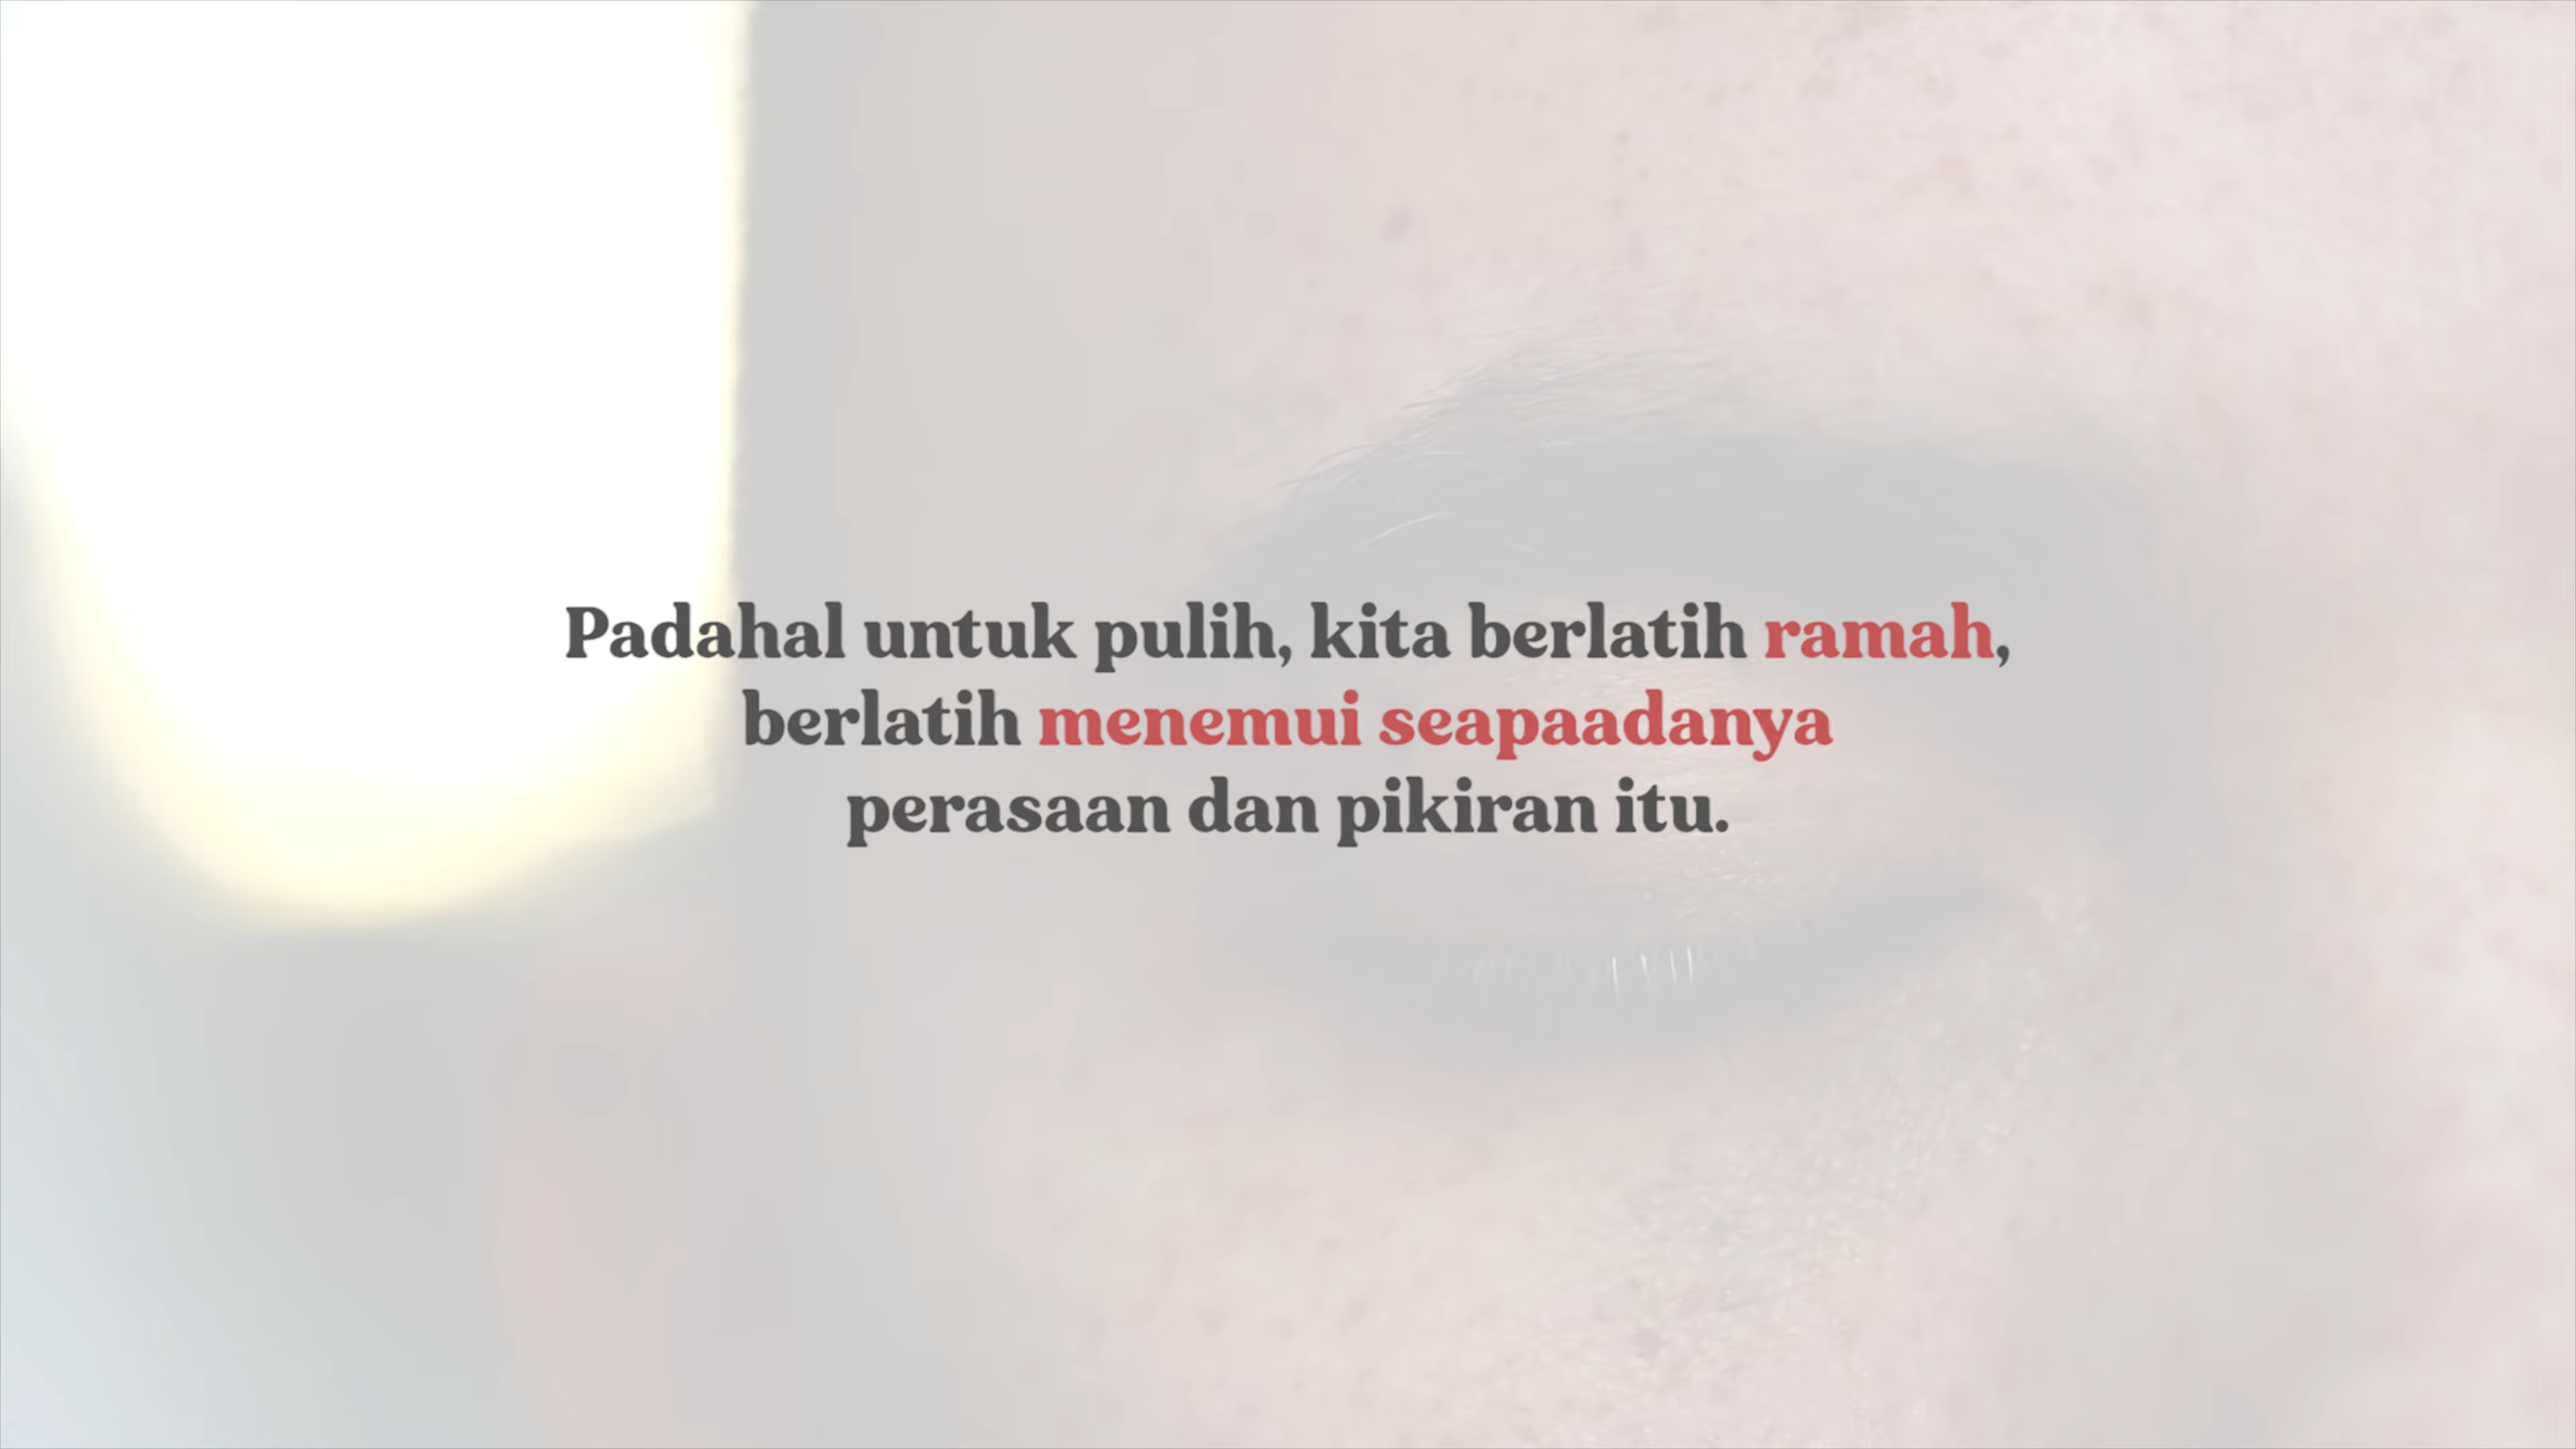 Padahal untuk pulih, kita berlatih ramah,
berlatih menemui seapaadanya
perasaan dan pikiran itu.